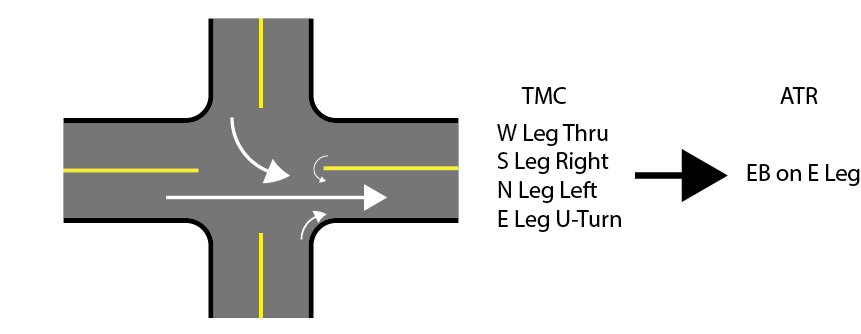 TMC
W Leg Thru
S Leg Right
N Leg Left
E Leg U-Turn
ATR
EB on E Leg